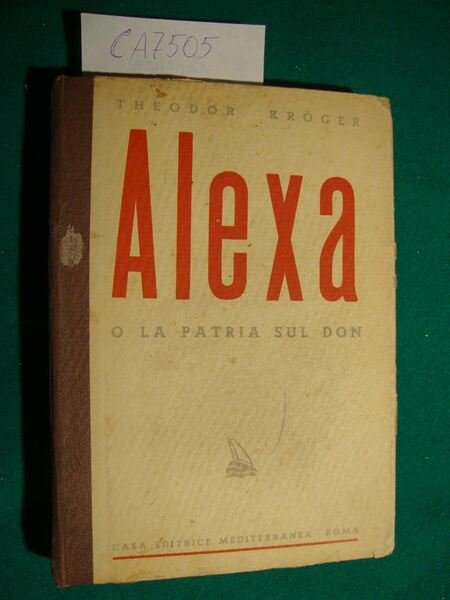 CA7505
THEODOR KRÖGER
Alexa
O LA PATRIA SUL DON
CASA EDITRICE MEDITERRANEA ROMA